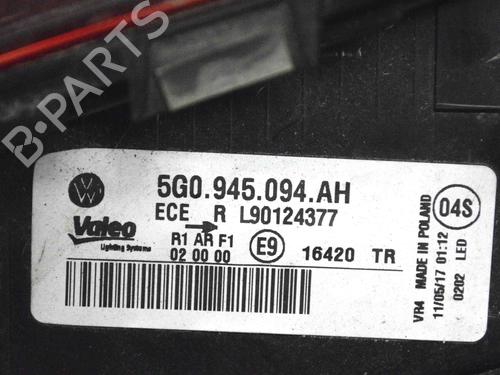 B-PARTS
5G0.945.094.AH
ECE R L90124377
Valeo
Lighting Systems
R1 AR F1
02 00 00
E9
16420 TR
04S
VR4 MADE IN POLAND
11/05/17 01:12
0202 LED